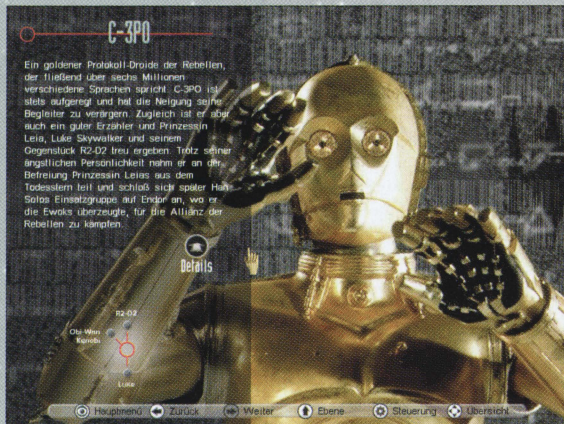 C-3PO
Ein goldener Protokoll-Droide der Rebellen,
der fließend über sechs Millionen
verschiedene Sprachen spricht. C-3PO ist
stets aufgeregt und hat die Neigung seine
Begleiter zu verärgern. Zugleich ist er aber
auch ein guter Erzähler und Prinzessin
Leia, Luke Skywalker und seinem
Gegenstück R2-D2 treu ergeben. Trotz seiner
ängstlichen Persönlichkeit nahm er an der
Befreiung Prinzessin Leias aus dem
Todesstern teil und schloß sich später Han
Solos Einsatzgruppe auf Endor an, wo er
die Ewoks überzeugte, für die Allianz der
Rebellen zu kämpfen.
Details
R2-D2
Obi-Wan
Kenobi
Luke
Hauptmenü Zurück Weiter Ebene Steuerung Übersicht